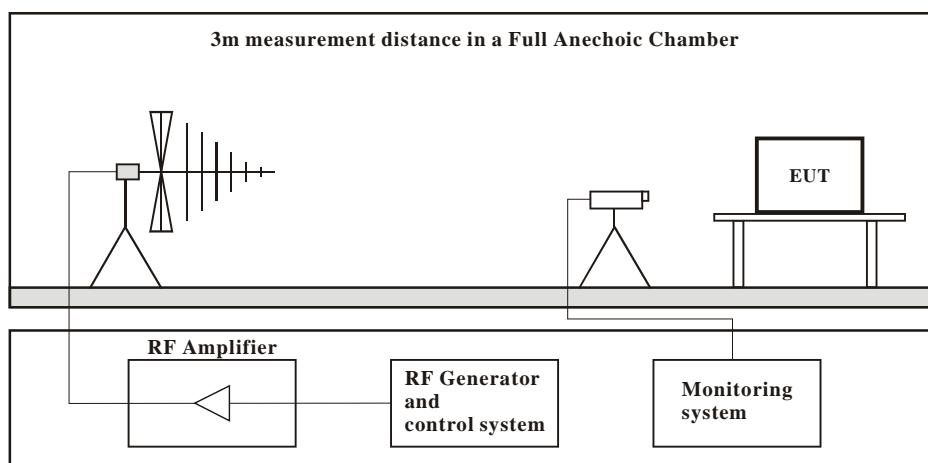 3m measurement distance in a Full Anechoic Chamber
EUT
RF Amplifier
RF Generator
and
control system
Monitoring
system